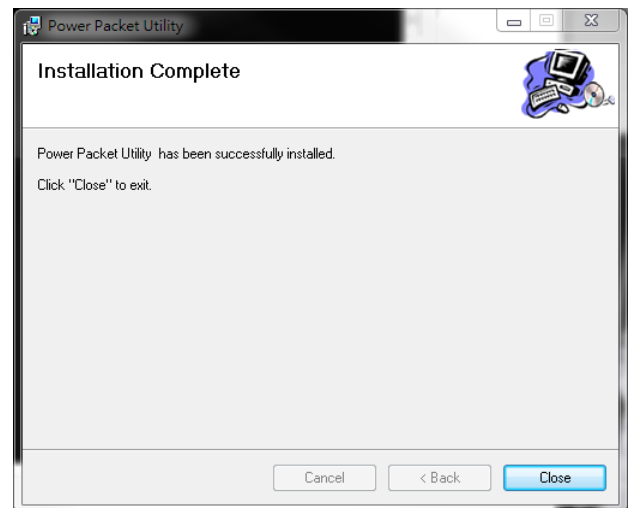 Power Packet Utility
Installation Complete
Power Packet Utility has been successfully installed.
Click "Close" to exit.
Cancel
< Back
Close